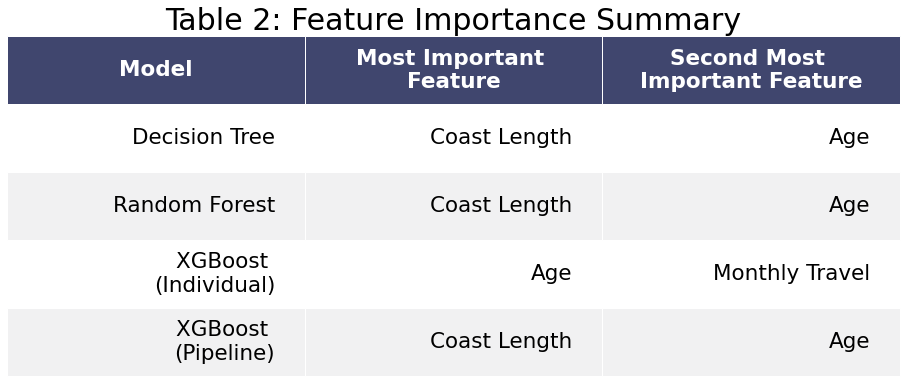 Table 2: Feature Importance Summary
Model
Most Important
Feature
Second Most
Important Feature
Decision Tree
Coast Length
Age
Random Forest
Coast Length
Age
XGBoost
(Individual)
Age
Monthly Travel
XGBoost
(Pipeline)
Coast Length
Age